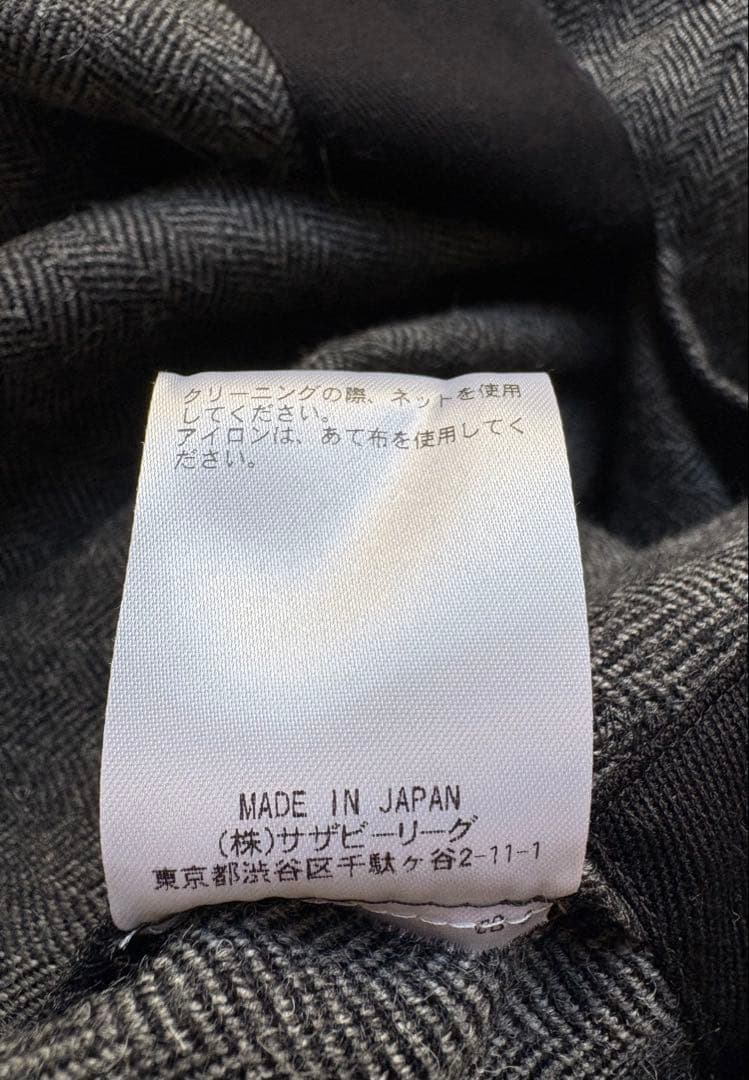 クリーニングの際、ネットを使用
してください。
アイロンは、あて布を使用してく
ださい。
MADE IN JAPAN
(株)サザビーリーグ
東京都渋谷区千駄ヶ谷2-11-1